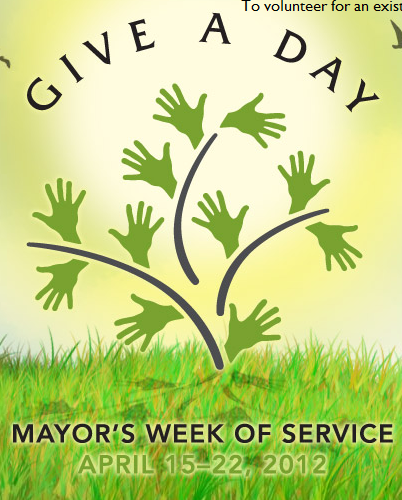 To volunteer for an exist
GIVE A DAY
MAYOR'S WEEK OF SERVICE
APRIL 15–22, 2012